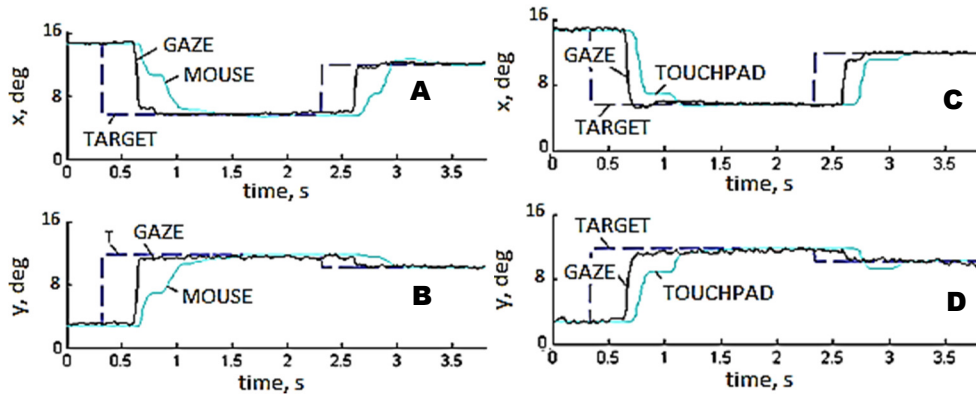 16
8
0
x, deg
GAZE
MOUSE
TARGET
A
0 0.5 1 1.5 2 2.5 3 3.5
time, s
16
8
0
x, deg
GAZE
TOUCHPAD
TARGET
C
0 0.5 1 1.5 2 2.5 3 3.5
time, s
16
8
0
y, deg
T GAZE
MOUSE
B
0 0.5 1 1.5 2 2.5 3 3.5
time, s
16
8
0
y, deg
TARGET
GAZE
TOUCHPAD
D
0 0.5 1 1.5 2 2.5 3 3.5
time, s